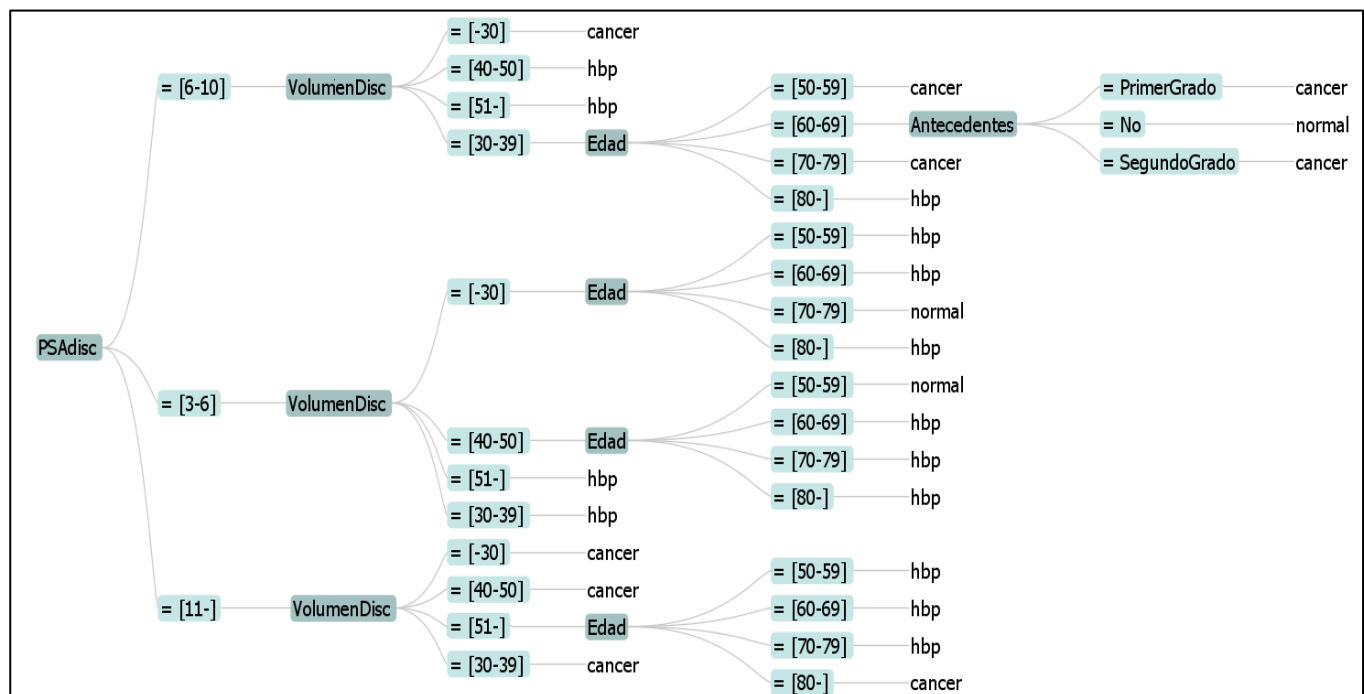 PSAdisc
= [6-10]
VolumenDisc
= [-30]
cancer
= [40-50]
hbp
= [51-]
hbp
= [30-39]
Edad
= [50-59]
cancer
= [60-69]
Antecedentes
= PrimerGrado
cancer
= No
normal
= SegundoGrado
cancer
= [70-79]
cancer
= [80-]
hbp
= [3-6]
VolumenDisc
= [-30]
Edad
= [50-59]
hbp
= [60-69]
hbp
= [70-79]
normal
= [80-]
hbp
= [40-50]
Edad
= [50-59]
normal
= [60-69]
hbp
= [70-79]
hbp
= [80-]
hbp
= [51-]
hbp
= [30-39]
hbp
= [11-]
VolumenDisc
= [-30]
cancer
= [40-50]
cancer
= [51-]
Edad
= [50-59]
hbp
= [60-69]
hbp
= [70-79]
hbp
= [80-]
cancer
= [30-39]
cancer